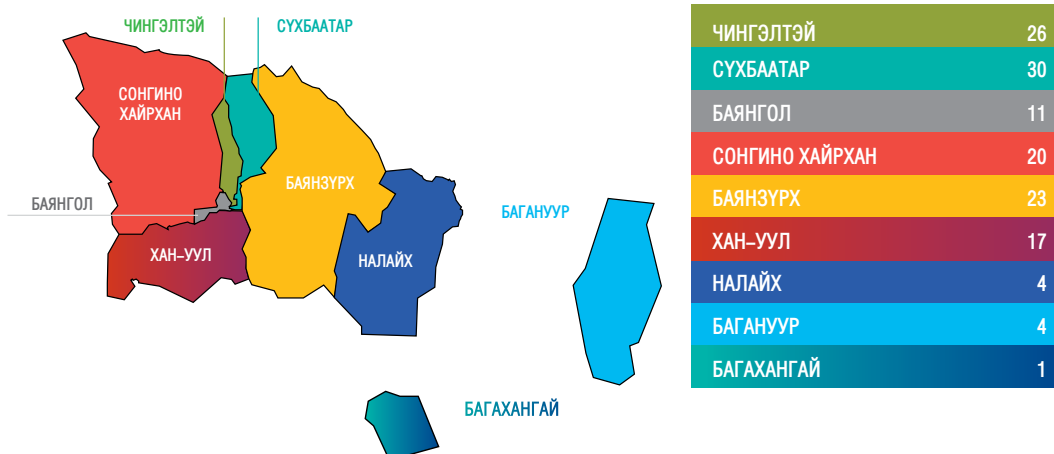 ЧИНГЭЛТЭЙ
СҮХБААТАР
СОНГИНО
ХАЙРХАН
БАЯНЗҮРХ
БАЯНГОЛ
БАГАНУУР
ХАН–УУЛ
НАЛАЙХ
БАГАХАНГАЙ
ЧИНГЭЛТЭЙ 26
СҮХБААТАР 30
БАЯНГОЛ 11
СОНГИНО ХАЙРХАН 20
БАЯНЗҮРХ 23
ХАН–УУЛ 17
НАЛАЙХ 4
БАГАНУУР 4
БАГАХАНГАЙ 1